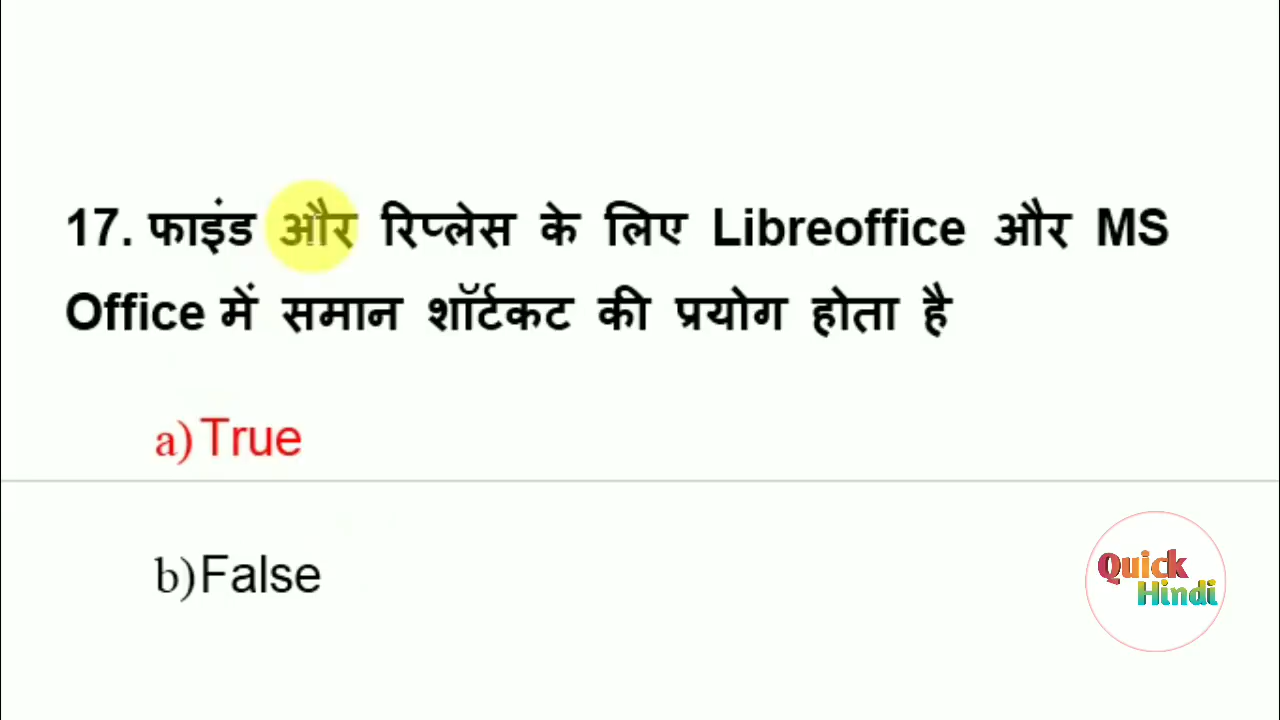 17. फाइंड और रिप्लेस के लिए Libreoffice और MS
Office में समान शॉर्टकट की प्रयोग होता है
a) True
b) False
Quick
Hindi